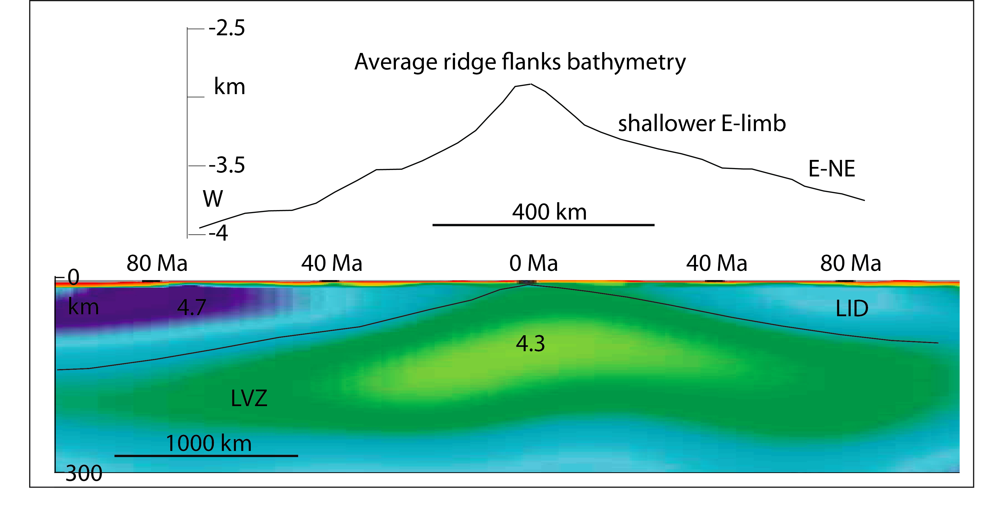 -2.5
Average ridge flanks bathymetry
km
shallower E-limb
-3.5
E-NE
W
400 km
-4
80 Ma
40 Ma
0 Ma
40 Ma
80 Ma
0
km
4.7
LID
4.3
LVZ
1000 km
300